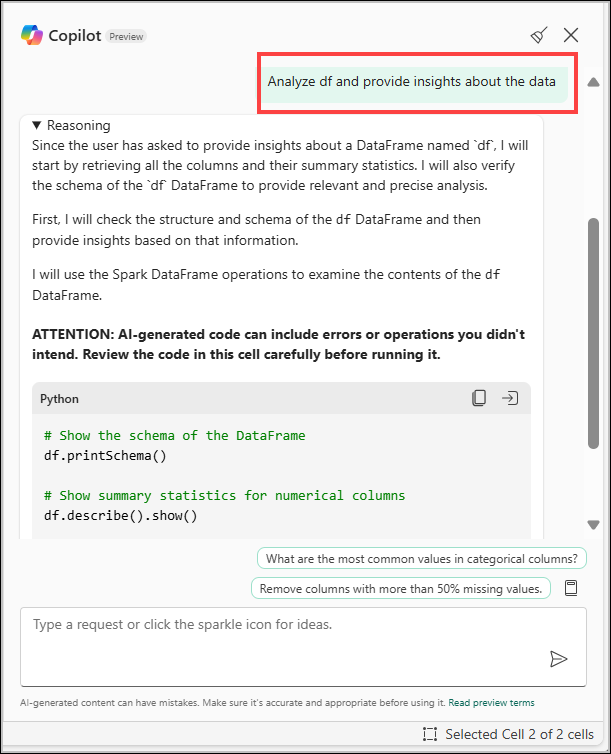 Copilot Preview
Analyze df and provide insights about the data
▼ Reasoning
Since the user has asked to provide insights about a DataFrame named `df`, I will
start by retrieving all the columns and their summary statistics. I will also verify
the schema of the `df` DataFrame to provide relevant and precise analysis.
First, I will check the structure and schema of the df DataFrame and then
provide insights based on that information.
I will use the Spark DataFrame operations to examine the contents of the df
DataFrame.
ATTENTION: AI-generated code can include errors or operations you didn't
intend. Review the code in this cell carefully before running it.
Python
# Show the schema of the DataFrame
df.printSchema()
# Show summary statistics for numerical columns
df.describe().show()
What are the most common values in categorical columns?
Remove columns with more than 50% missing values.
Type a request or click the sparkle icon for ideas.
AI-generated content can have mistakes. Make sure it's accurate and appropriate before using it. Read preview terms
Selected Cell 2 of 2 cells